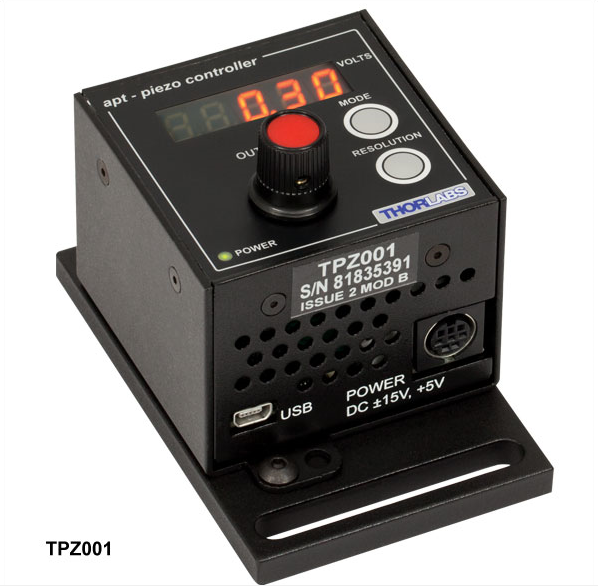 apt - piezo controller
0.30
VOLTS
MODE
RESOLUTION
THORLABS
POWER
TPZ001
S/N 81835391
ISSUE 2 MOD B
USB
POWER
DC ±15V, +5V
TPZ001